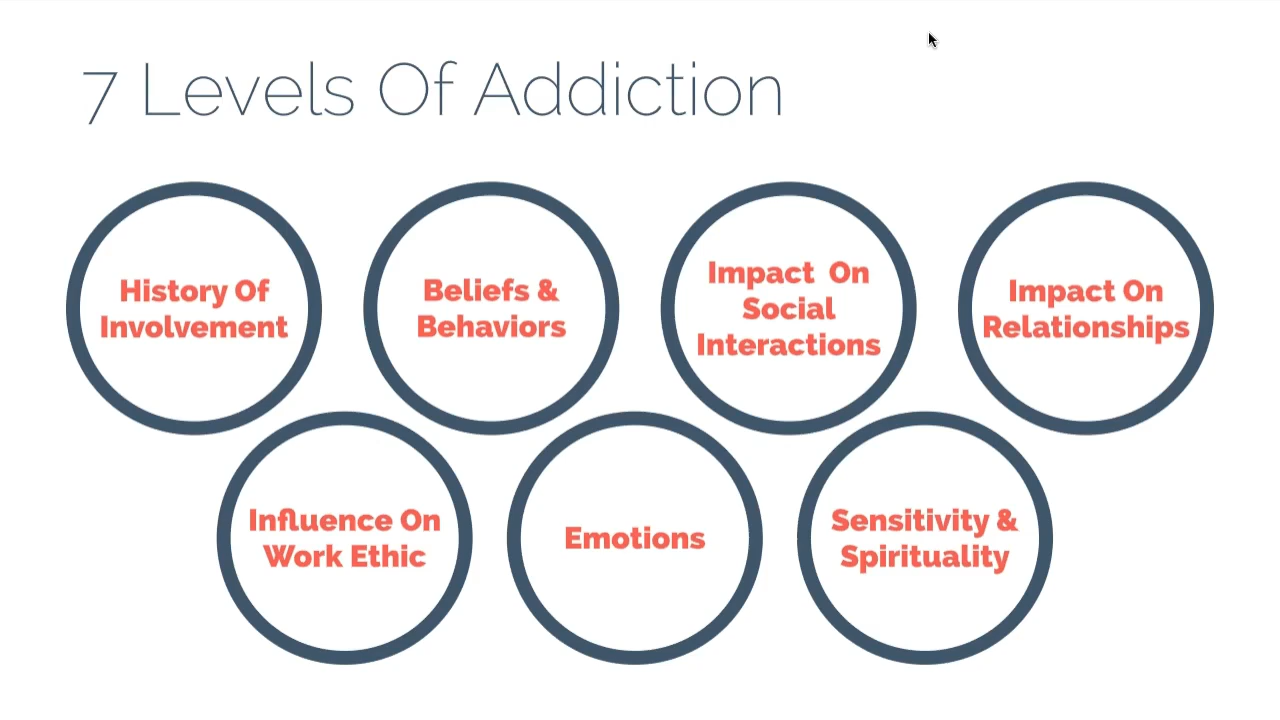 7 Levels Of Addiction
History Of
Involvement
Beliefs &
Behaviors
Impact On
Social
Interactions
Impact On
Relationships
Influence On
Work Ethic
Emotions
Sensitivity &
Spirituality